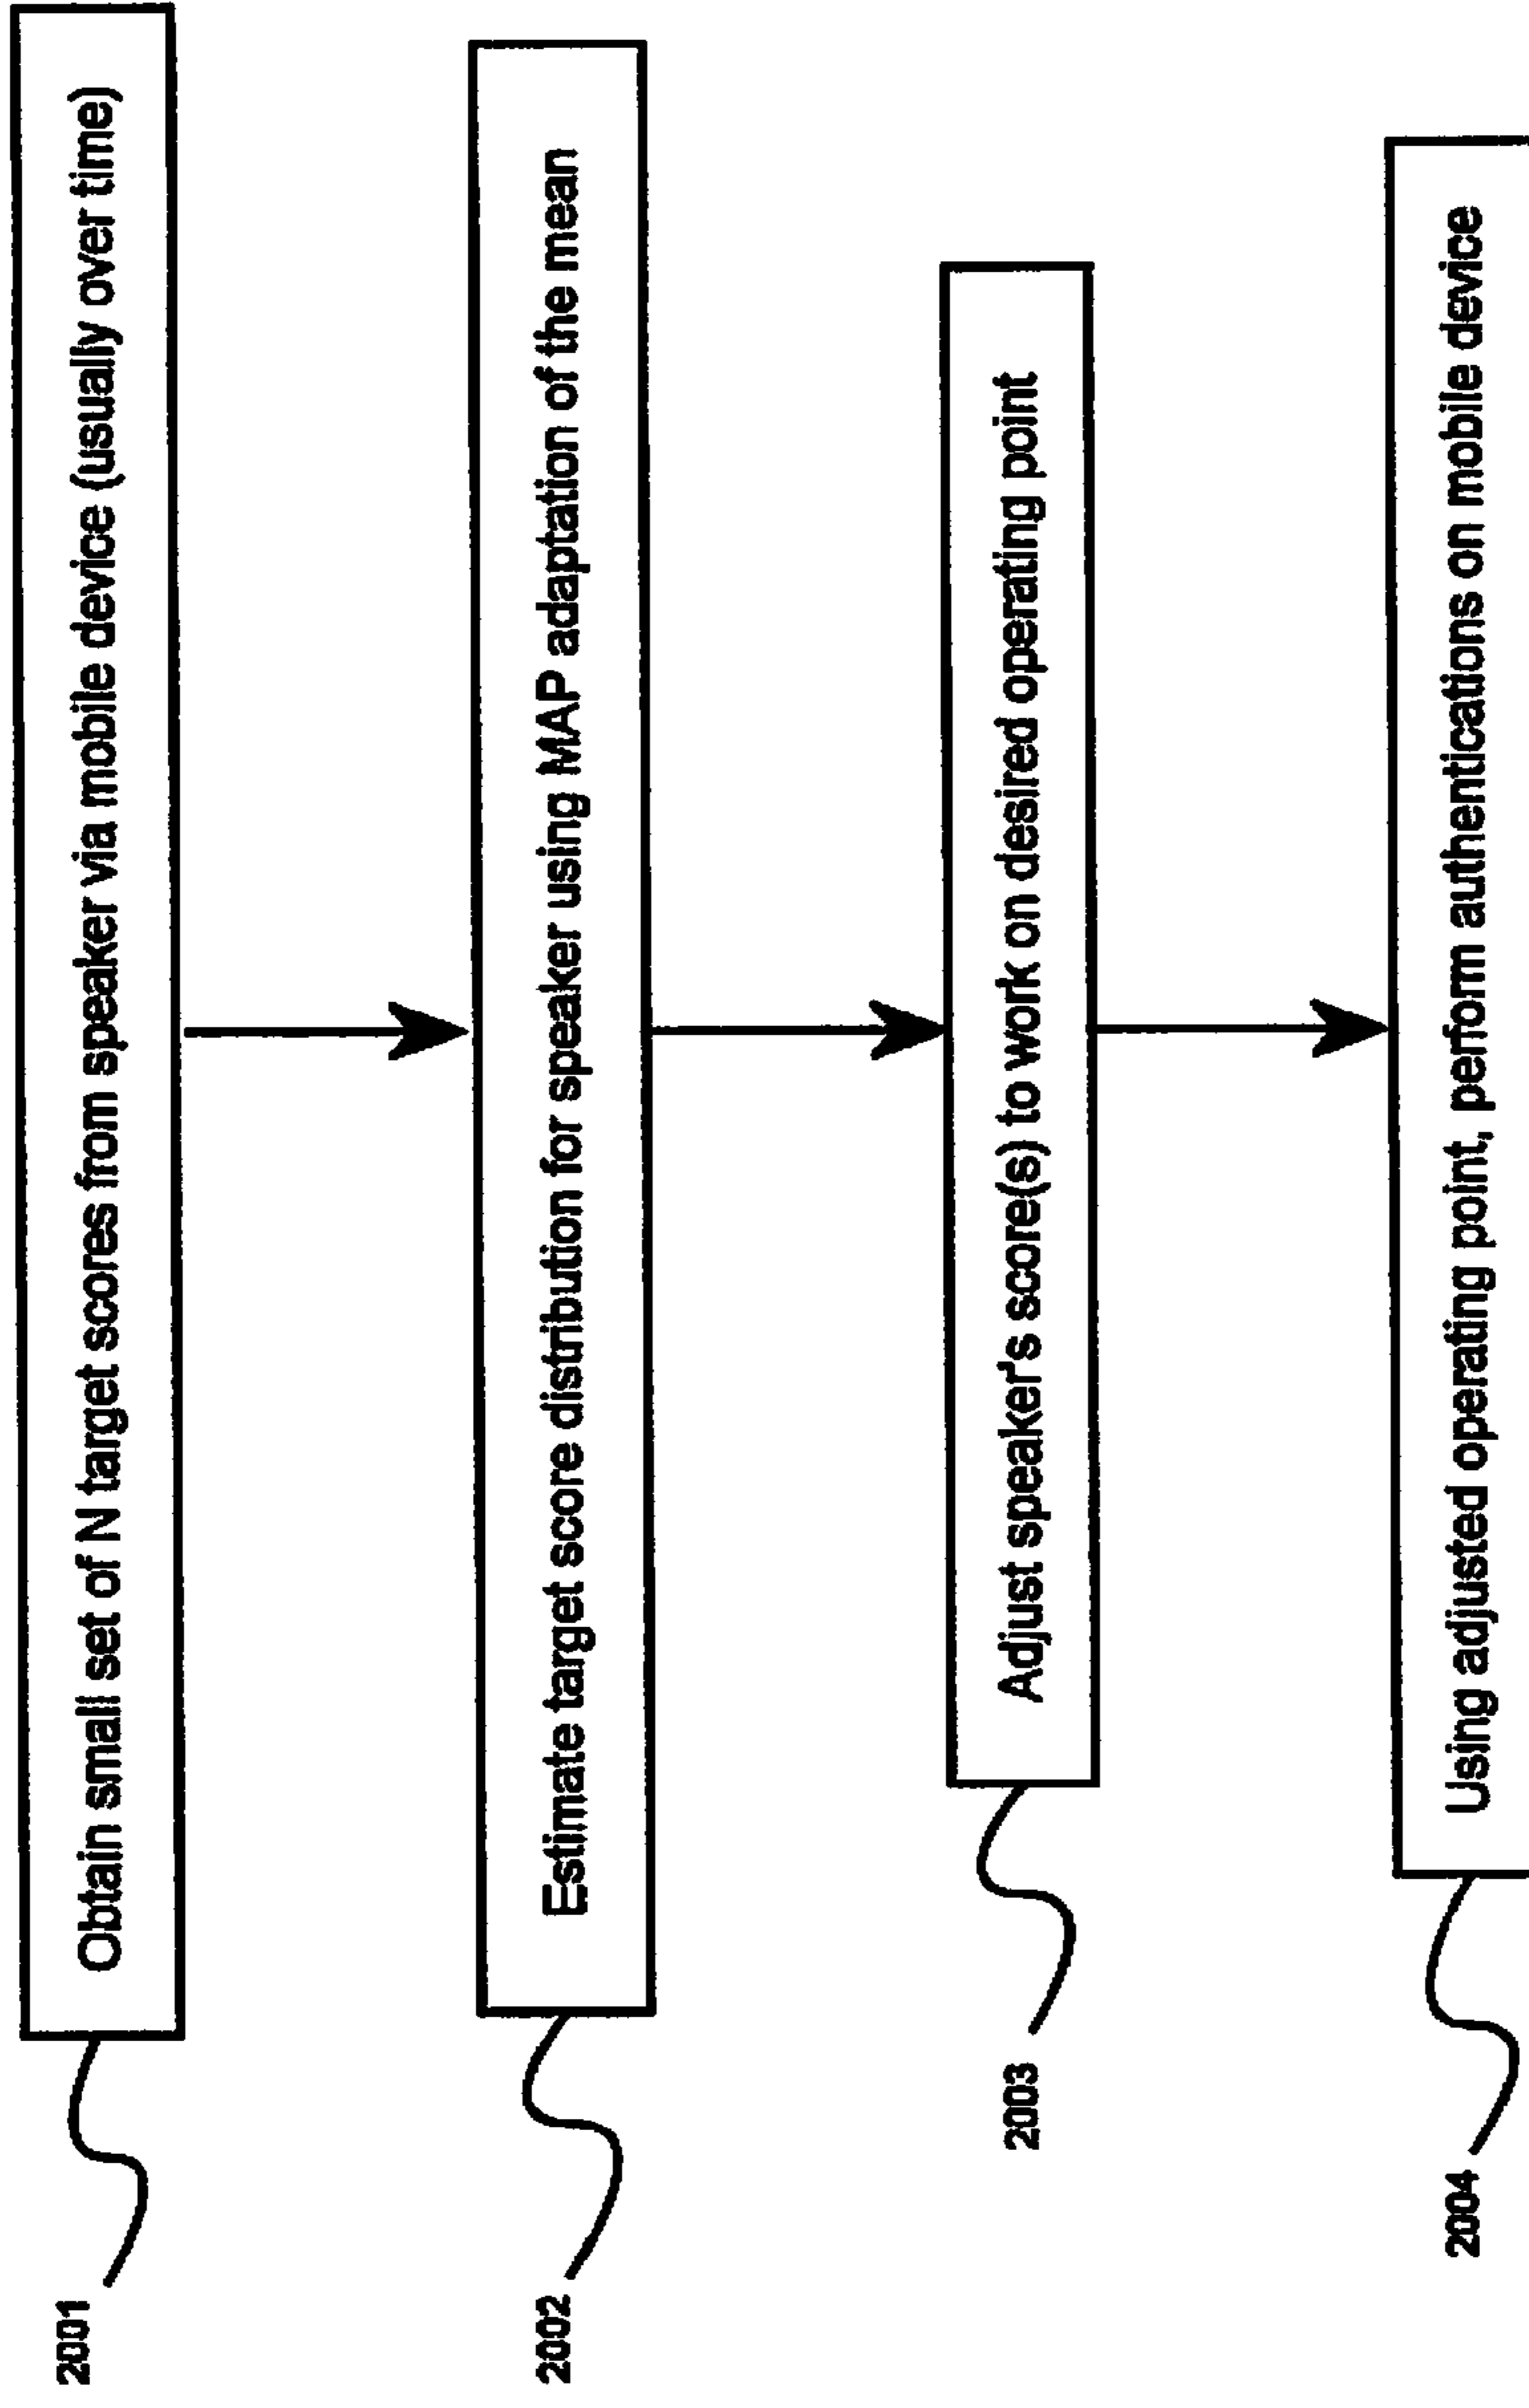 2001
Obtain small set of N target scores from speaker via mobile device (usually over time)
2002
Estimate target score distribution for speaker using MAP adaptation of the mean
2003
Adjust speaker's score(s) to work on desired operating point
2004
Using adjusted operating point, perform authentications on mobile device